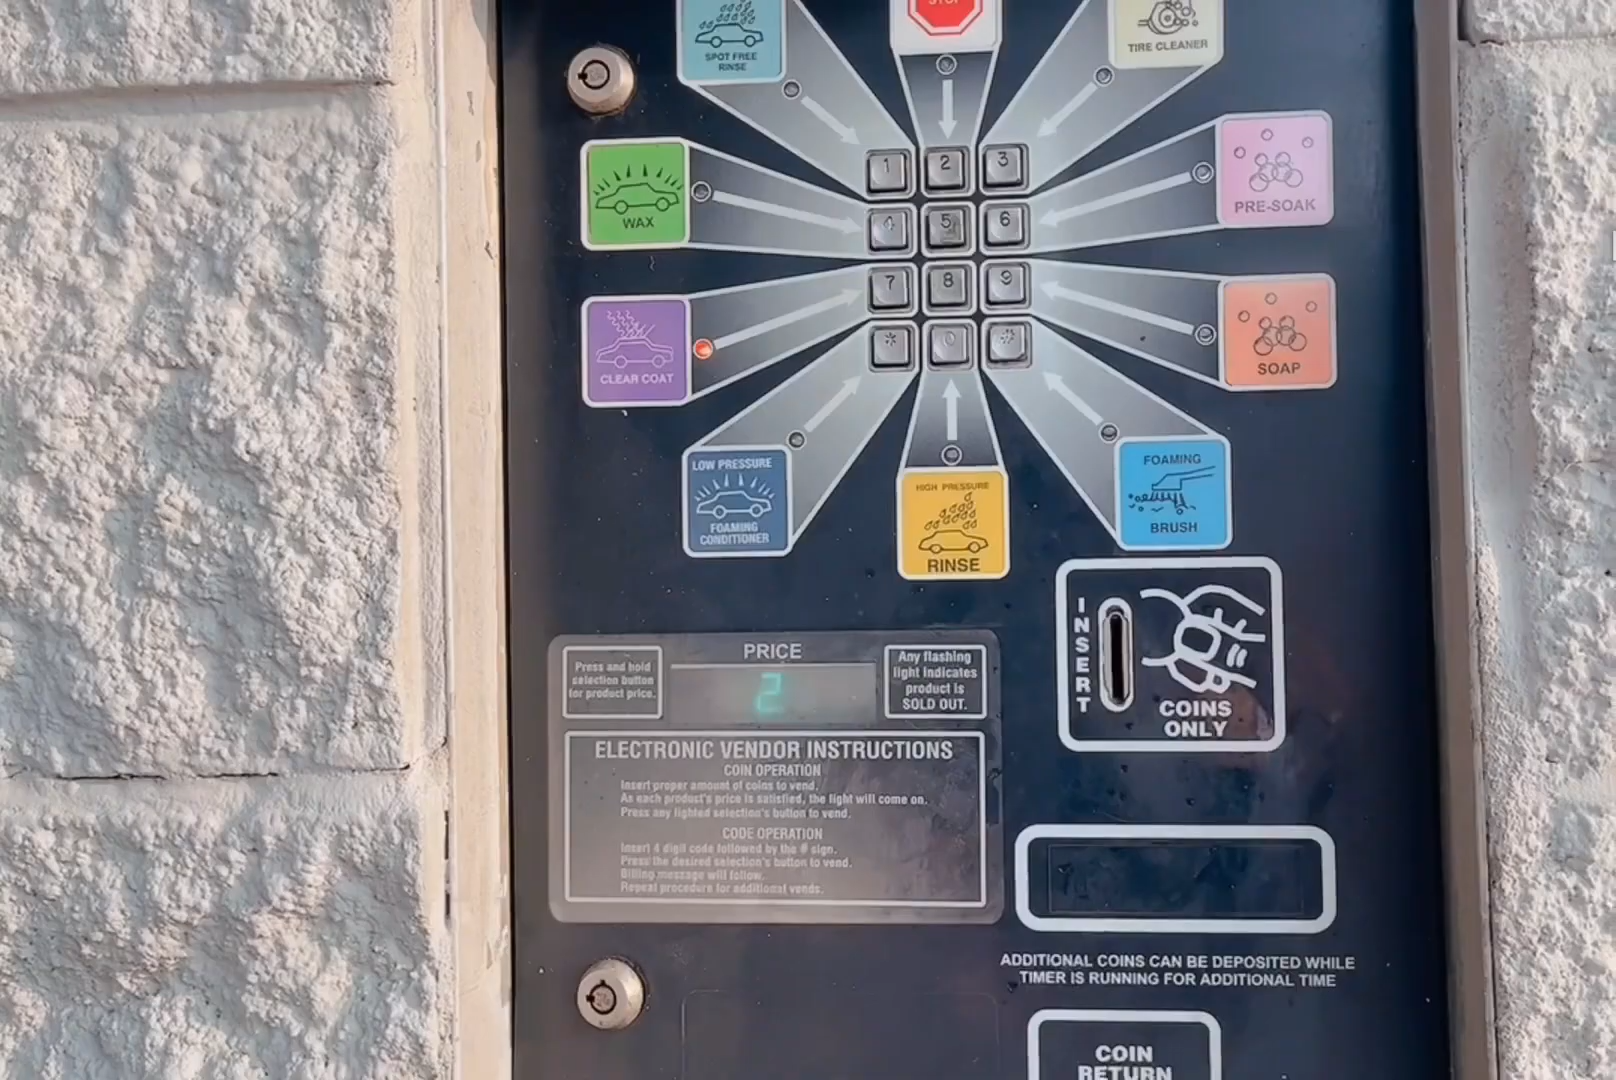 STOP
SPOT FREE
RINSE
TIRE CLEANER
1
2
3
WAX
4
5
6
PRE-SOAK
7
8
9
CLEAR COAT
SOAP
*
0
#
LOW PRESSURE
FOAMING
CONDITIONER
HIGH PRESSURE
RINSE
FOAMING
BRUSH
INSERT
COINS
ONLY
Press and hold
selection button
for product price.
PRICE
2
Any flashing
light indicates
product is
SOLD OUT.
ELECTRONIC VENDOR INSTRUCTIONS
COIN OPERATION
Insert proper amount of coins to vend.
As each product's price is satisfied, the light will come on.
Press any lighted selection's button to vend.
CODE OPERATION
Insert 4 digit code followed by the # sign.
Press the desired selection's button to vend.
Billing message will follow.
Repeat procedure for additional vends.
ADDITIONAL COINS CAN BE DEPOSITED WHILE
TIMER IS RUNNING FOR ADDITIONAL TIME
COIN
RETURN